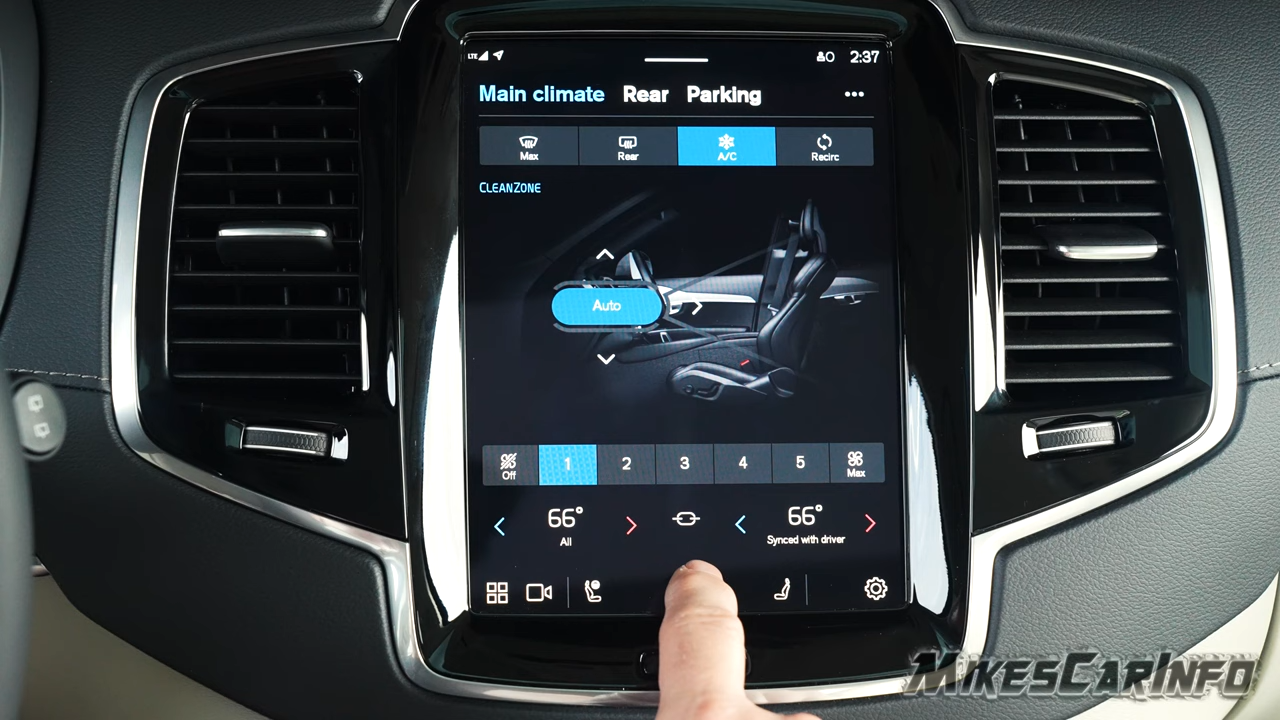 LTE 2:37
Main climate Rear Parking
Max Rear A/C Recirc
CLEANZONE
Auto
Off 1 2 3 4 5 Max
66° 66°
All Synced with driver
MIKESCARINFO